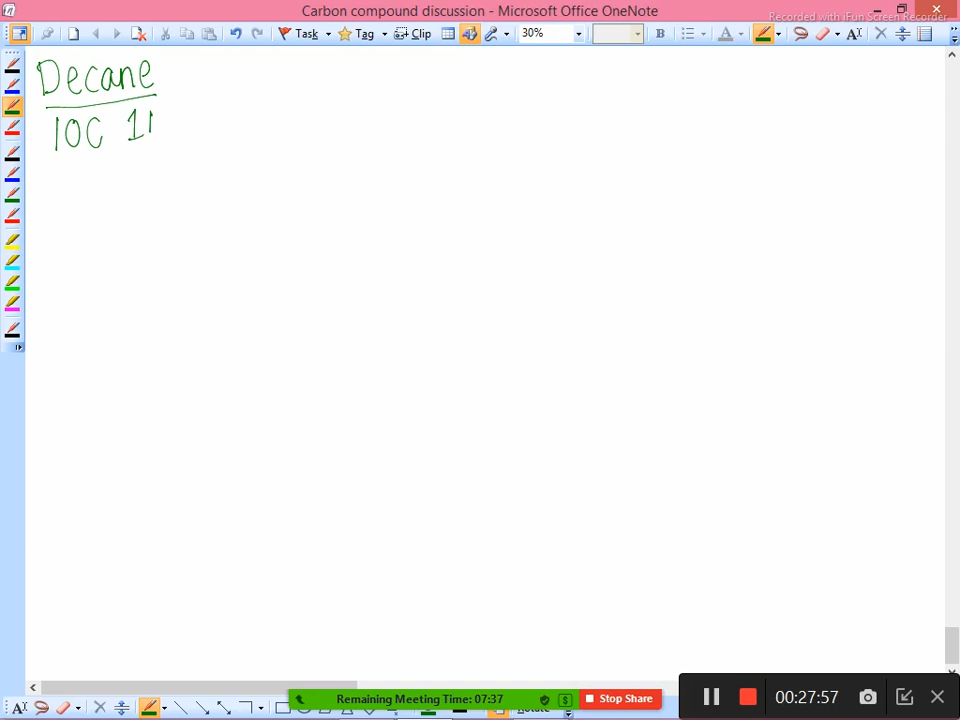 Carbon compound discussion - Microsoft Office OneNote
Recorded with iFun Screen Recorder
Task Tag Clip 30% B A A
Decane
10C 11
Remaining Meeting Time: 07:37 $ Stop Share
00:27:57